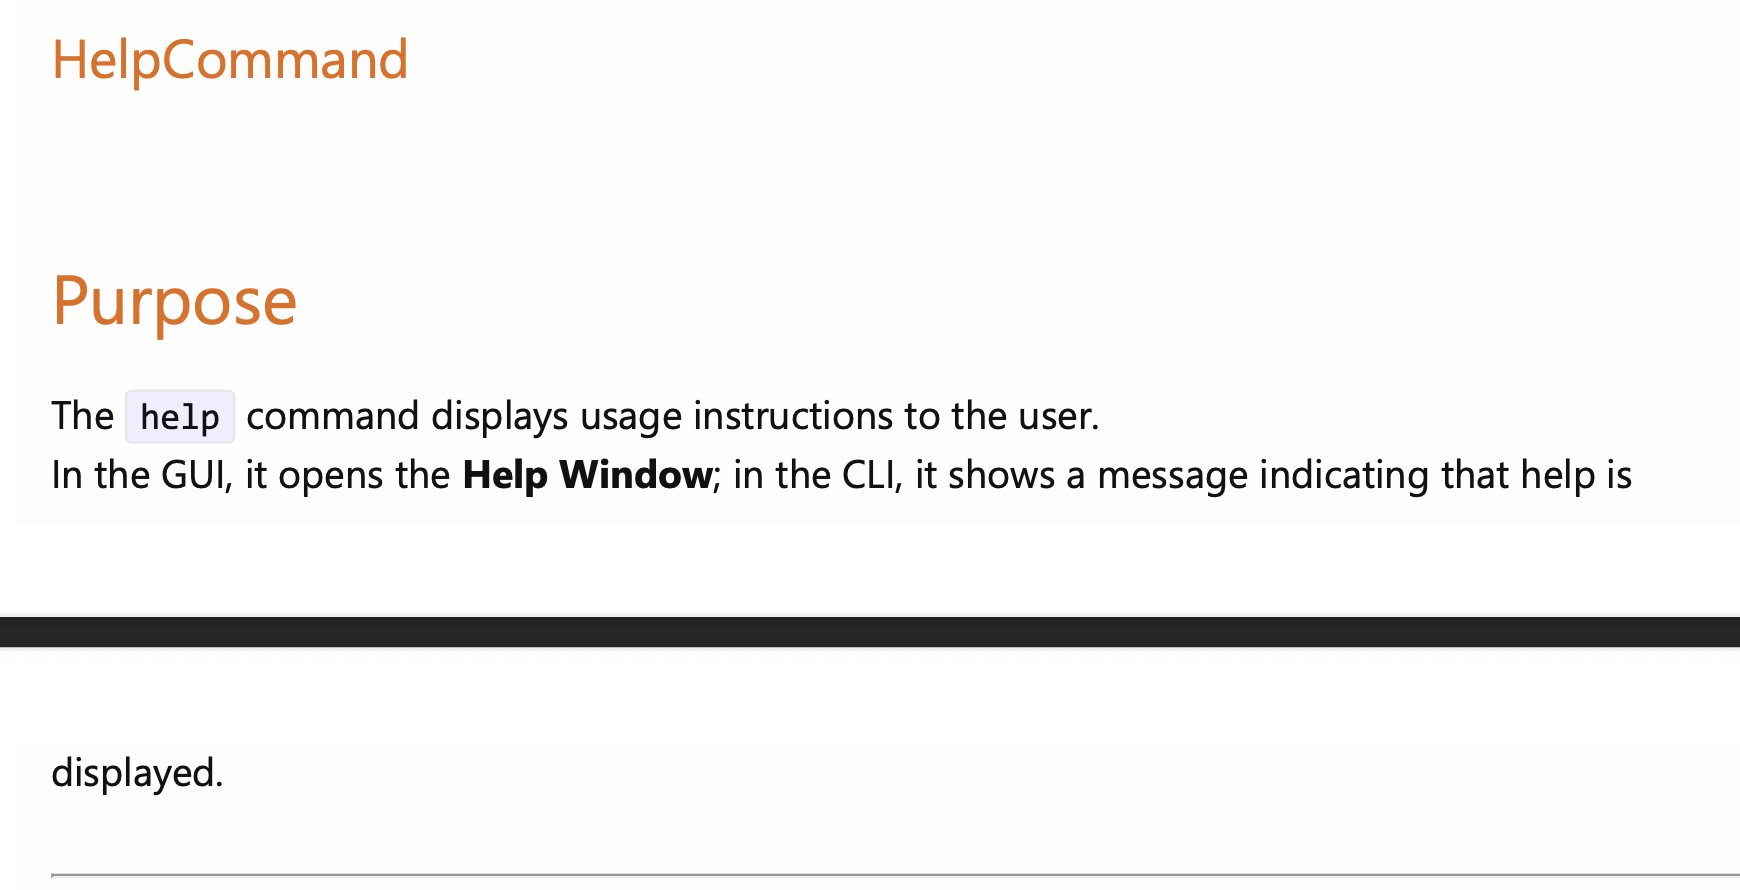 HelpCommand
Purpose
The help command displays usage instructions to the user.
In the GUI, it opens the Help Window; in the CLI, it shows a message indicating that help is
displayed.